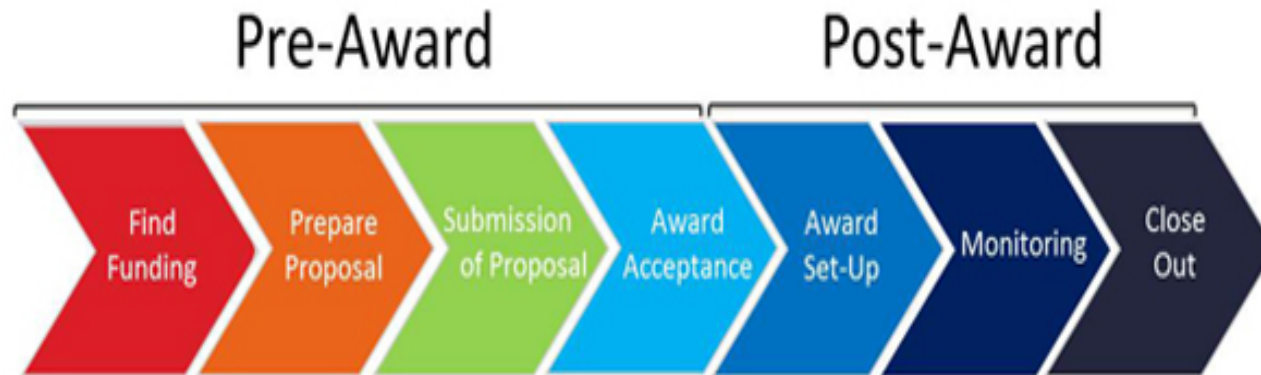 Pre-Award
Post-Award
Find
Funding
Prepare
Proposal
Submission
of Proposal
Award
Acceptance
Award
Set-Up
Monitoring
Close
Out